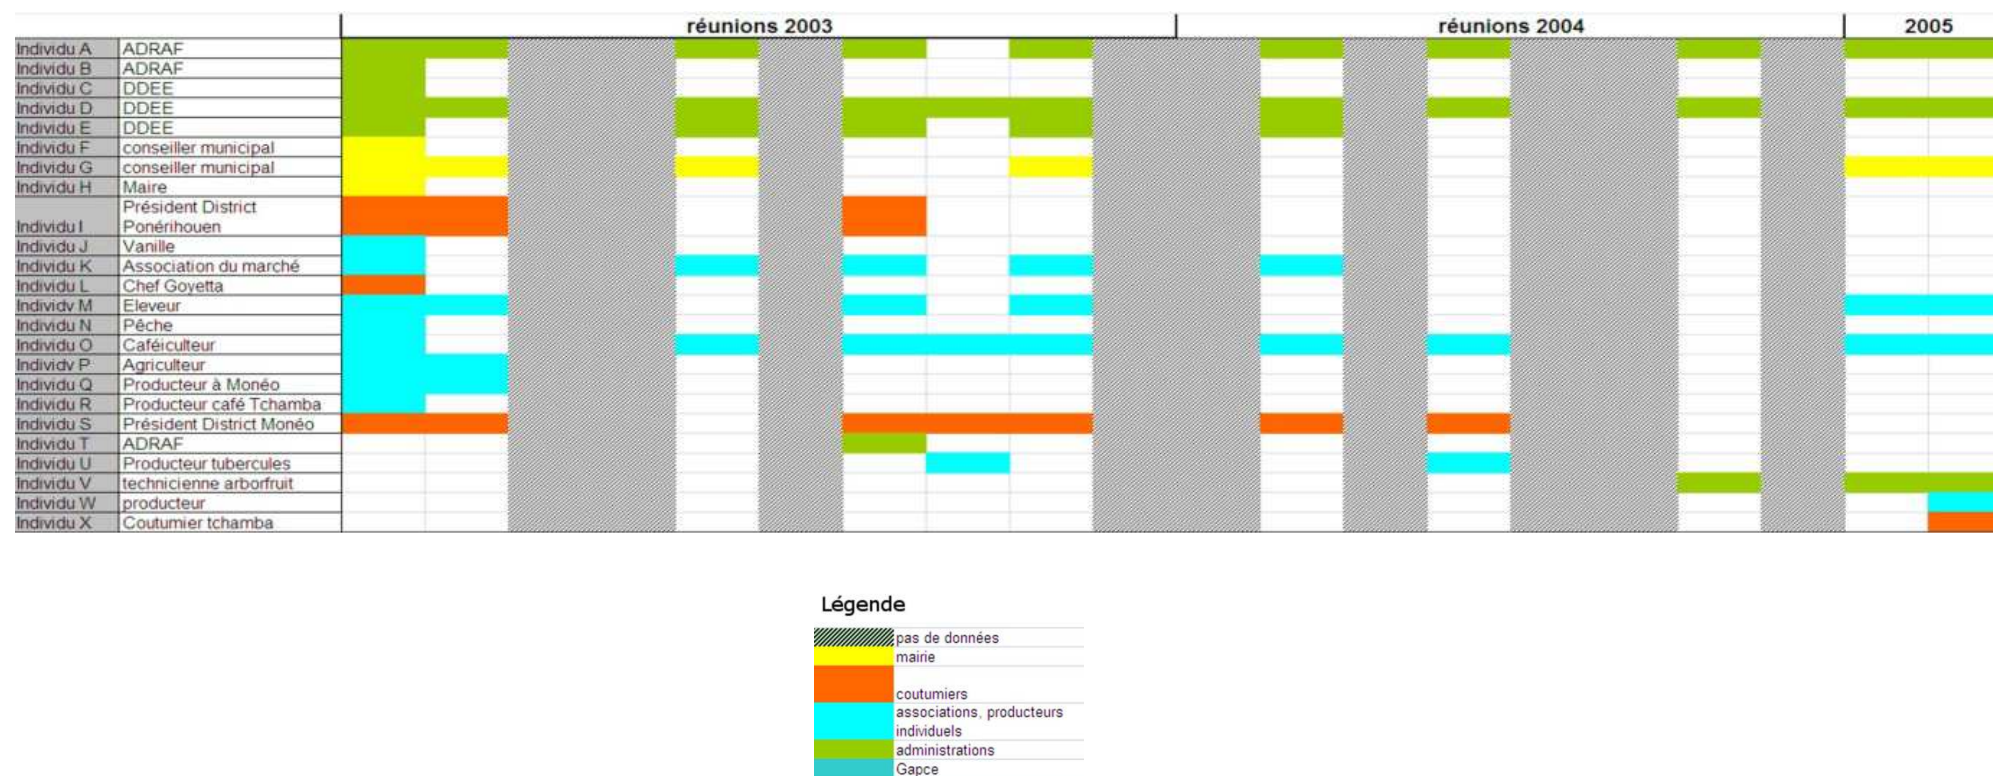 réunions 2003 réunions 2004 2005
Individu A ADRAF
Individu B ADRAF
Individu C DDEE
Individu D DDEE
Individu E DDEE
Individu F conseiller municipal
Individu G conseiller municipal
Individu H Maire
Président District
Individu I Ponérihouen
Individu J Vanille
Individu K Association du marché
Individu L Chef Goyetta
Individv M Eleveur
Individu N Pêche
Individu O Caféiculteur
Individv P Agriculteur
Individu Q Producteur à Monéo
Individu R Producteur café Tchamba
Individu S Président District Monéo
Individu T ADRAF
Individu U Producteur tubercules
Individu V technicienne arborfruit
Individu W producteur
Individu X Coutumier tchamba
Légende
pas de données
mairie
coutumiers
associations, producteurs
individuels
administrations
Gapce